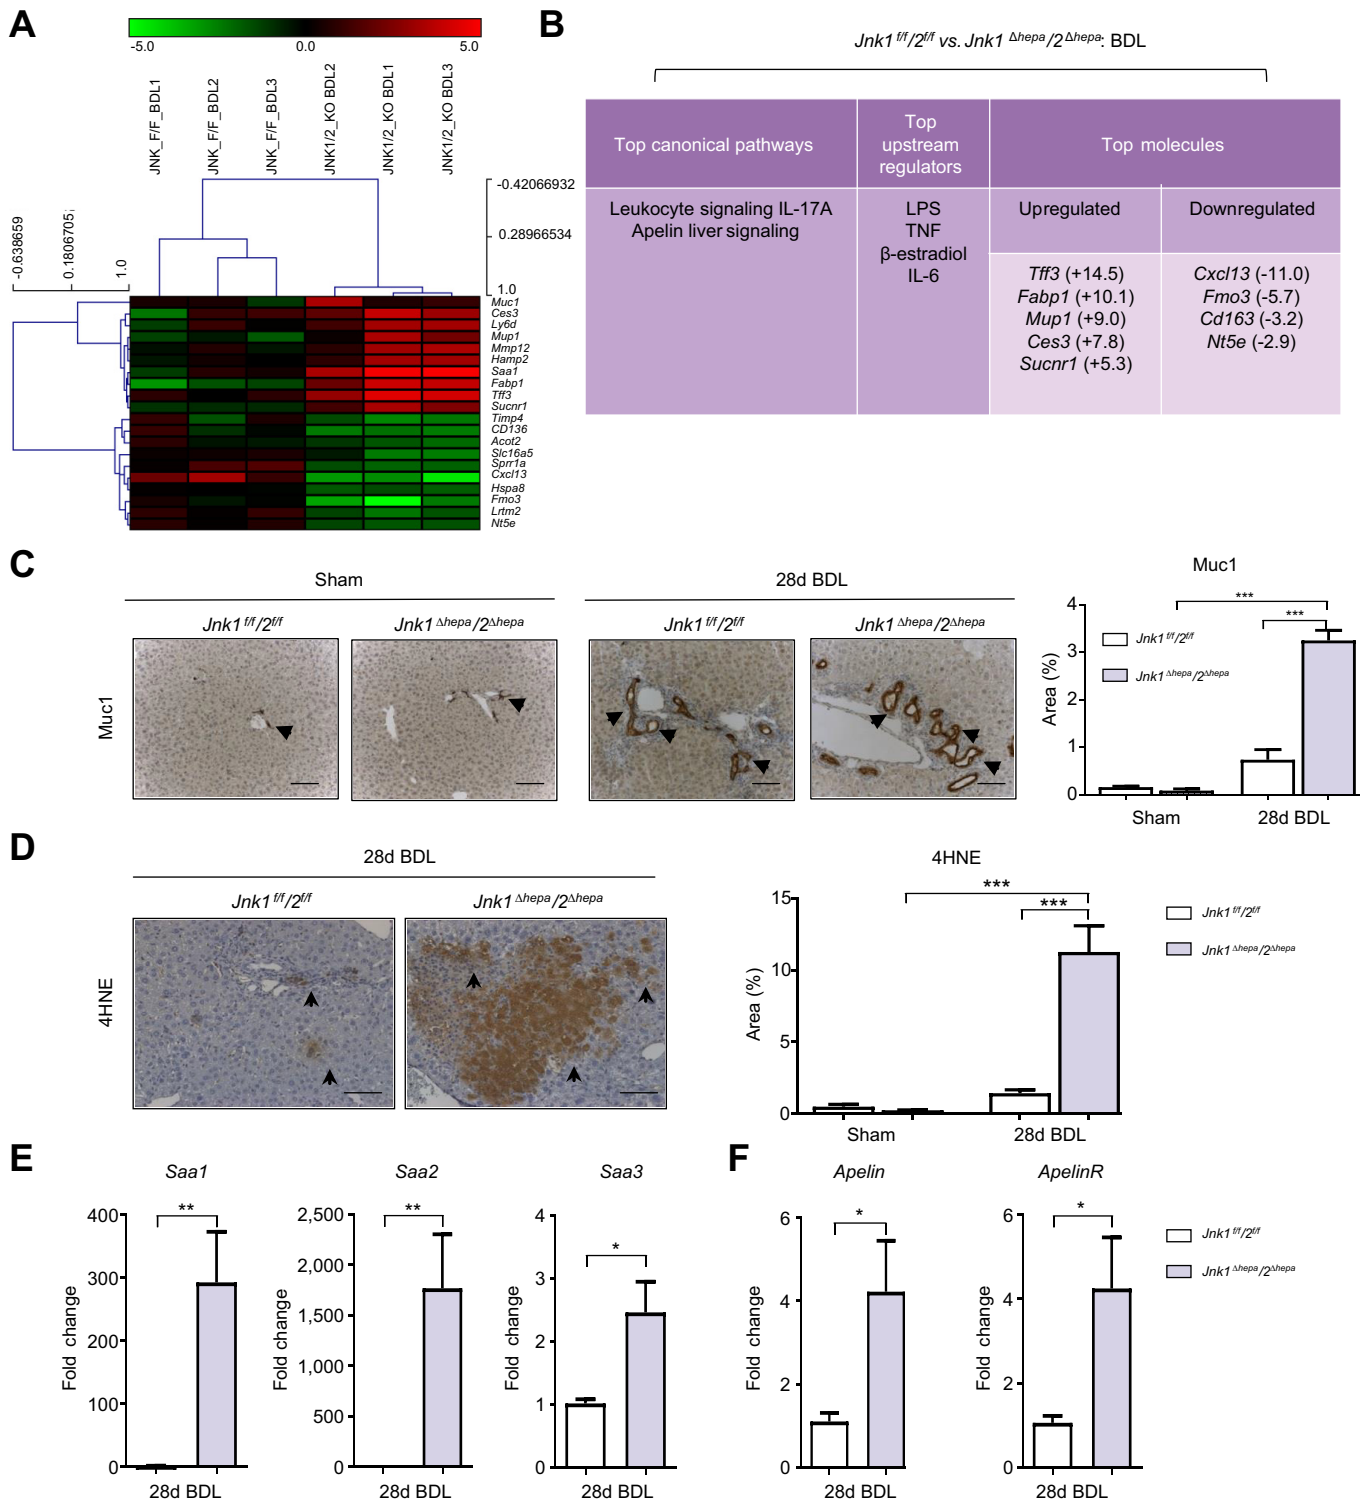 A
-5.0
0.0
5.0
JNK_F/F_BDL1
JNK_F/F_BDL2
JNK_F/F_BDL3
JNK1/2_KO BDL2
JNK1/2_KO BDL1
JNK1/2_KO BDL3
-0.42066932
0.28966534
1.0
-0.638659
0.1806705
1.0
Muc1
Ces3
Ly6d
Mup1
Mmp12
Hamp2
Saa1
Fabp1
Tff3
Sucnr1
Timp4
CD136
Acot2
Slc16a5
Sprr1a
Cxcl13
Hspa8
Fmo3
Lrtm2
Nt5e
B
Jnk1 f/f/2f/f vs. Jnk1 Δhepa/2Δhepa: BDL
Top canonical pathways
Top
upstream
regulators
Top molecules
Leukocyte signaling IL-17A
Apelin liver signaling
LPS
TNF
β-estradiol
IL-6
Upregulated
Downregulated
Tff3 (+14.5)
Fabp1 (+10.1)
Mup1 (+9.0)
Ces3 (+7.8)
Sucnr1 (+5.3)
Cxcl13 (-11.0)
Fmo3 (-5.7)
Cd163 (-3.2)
Nt5e (-2.9)
C
Sham
28d BDL
Jnk1 f/f/2f/f
Jnk1 Δhepa/2Δhepa
Jnk1 f/f/2f/f
Jnk1 Δhepa/2Δhepa
Muc1
Muc1
***
***
Jnk1f/f/2f/f
Jnk1Δhepa/2Δhepa
Area (%)
4
3
2
1
0
Sham
28d BDL
D
28d BDL
Jnk1 f/f/2f/f
Jnk1 Δhepa/2Δhepa
4HNE
4HNE
***
***
Area (%)
15
10
5
0
Sham
28d BDL
Jnk1f/f/2f/f
Jnk1Δhepa/2Δhepa
E
Saa1
**
Fold change
400
300
200
100
0
28d BDL
Saa2
**
Fold change
2,500
2,000
1,500
1,000
500
0
28d BDL
Saa3
*
Fold change
4
3
2
1
0
28d BDL
F
Apelin
*
Fold change
6
4
2
0
28d BDL
ApelinR
*
Fold change
6
4
2
0
28d BDL
Jnk1f/f/2f/f
Jnk1Δhepa/2Δhepa